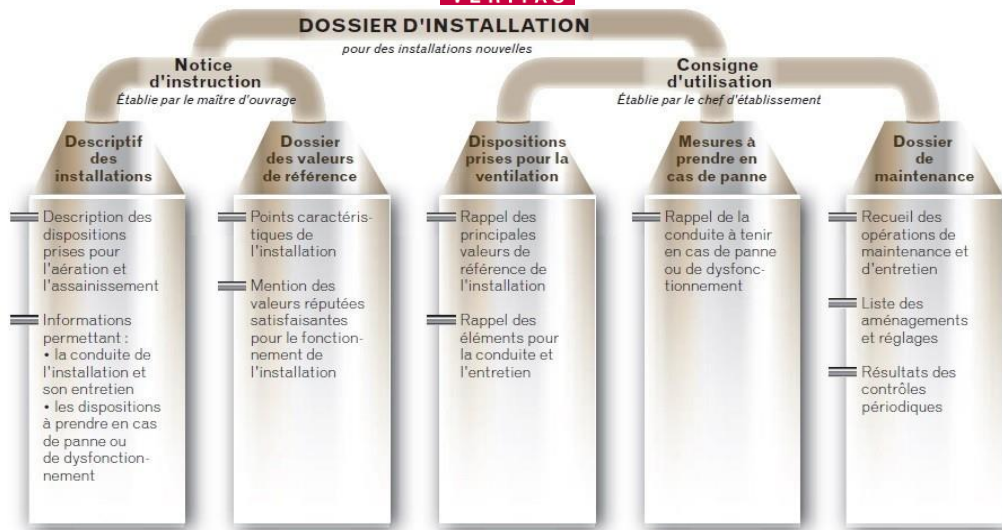 VERITAS
DOSSIER D'INSTALLATION
pour des installations nouvelles
Notice
d'instruction
Établie par le maître d'ouvrage
Consigne
d'utilisation
Établie par le chef d'établissement
Descriptif
des
installations
Description des
dispositions
prises pour
l'aération et
l'assainissement
Informations
permettant :
• la conduite de
l'installation et
son entretien
• les dispositions
à prendre en cas
de panne ou
de dysfonction-
nement
Dossier
des valeurs
de référence
Points caractéris-
tiques de
l'installation
Mention des
valeurs réputées
satisfaisantes
pour le fonction-
nement de
l'installation
Dispositions
prises pour la
ventilation
Rappel des
principales
valeurs de
référence de
l'installation
Rappel des
éléments pour
la conduite et
l'entretien
Mesures à
prendre en
cas de panne
Rappel de la
conduite à tenir
en cas de panne
ou de dysfonc-
tionnement
Dossier
de
maintenance
Recueil des
opérations de
maintenance et
d'entretien
Liste des
aménagements
et réglages
Résultats des
contrôles
périodiques